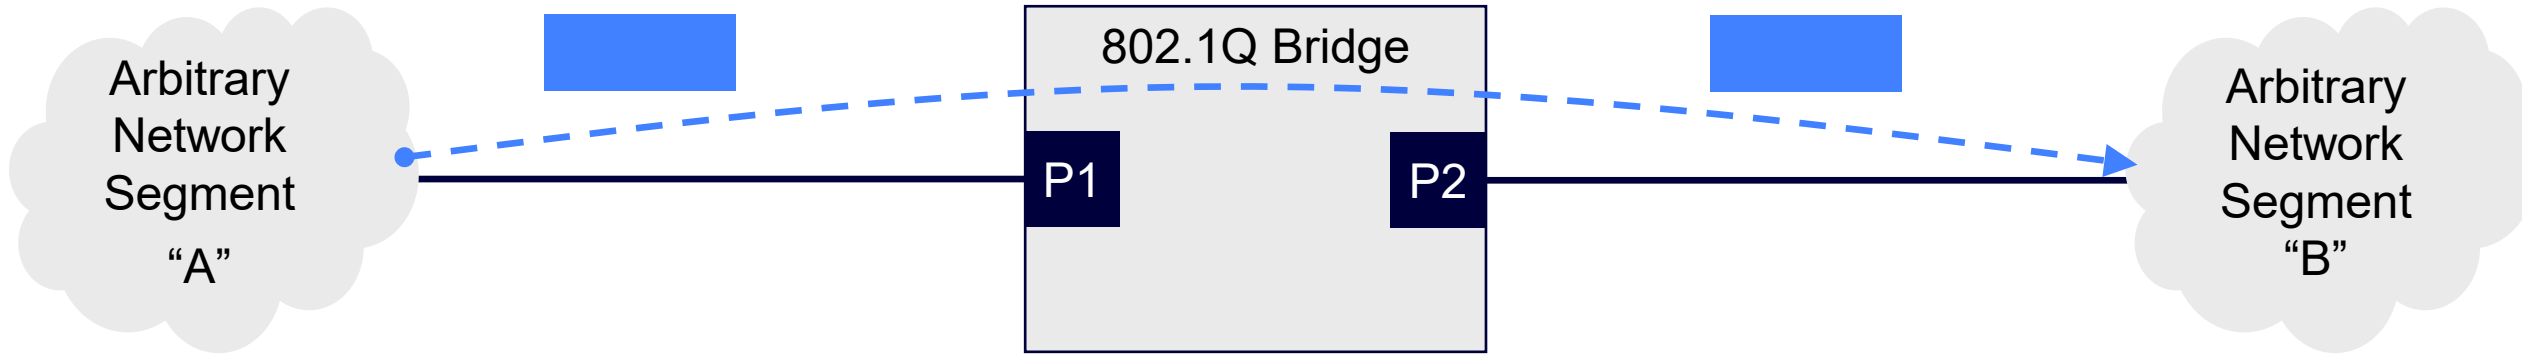 Arbitrary
Network
Segment
“A”
802.1Q Bridge
P1
P2
Arbitrary
Network
Segment
“B”